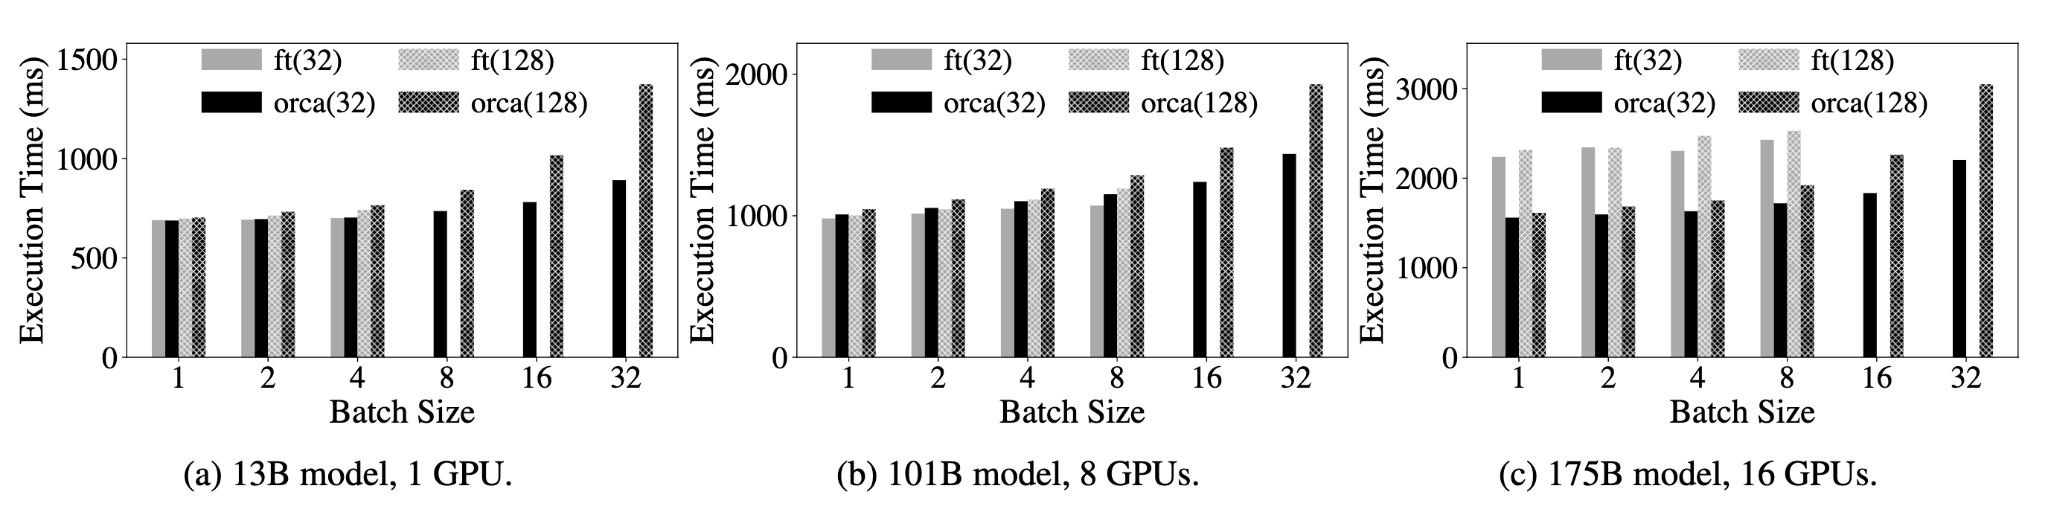 Execution Time (ms)
1500
1000
500
0
ft(32)
ft(128)
orca(32)
orca(128)
1 2 4 8 16 32
Batch Size
(a) 13B model, 1 GPU.
Execution Time (ms)
2000
1000
0
ft(32)
ft(128)
orca(32)
orca(128)
1 2 4 8 16 32
Batch Size
(b) 101B model, 8 GPUs.
Execution Time (ms)
3000
2000
1000
0
ft(32)
ft(128)
orca(32)
orca(128)
1 2 4 8 16 32
Batch Size
(c) 175B model, 16 GPUs.